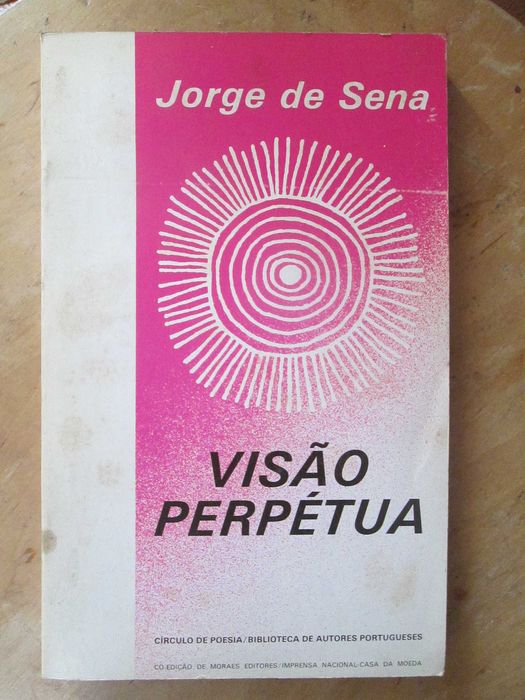 Jorge de Sena
VISÃO
PERPÉTUA
CÍRCULO DE POESIA/BIBLIOTECA DE AUTORES PORTUGUESES
CO-EDIÇÃO DE MORAES EDITORES/IMPRENSA NACIONAL-CASA DA MOEDA